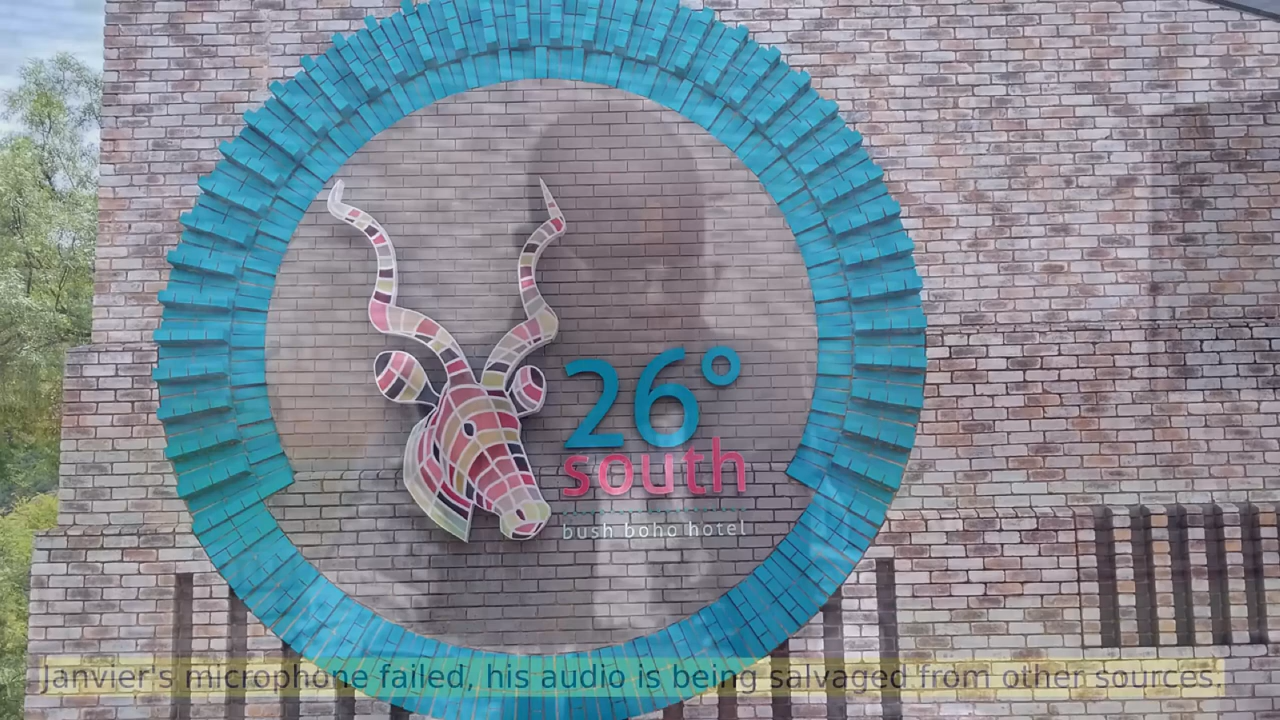 26°
south
bush boho hotel
Janvier's microphone failed, his audio is being salvaged from other sources.